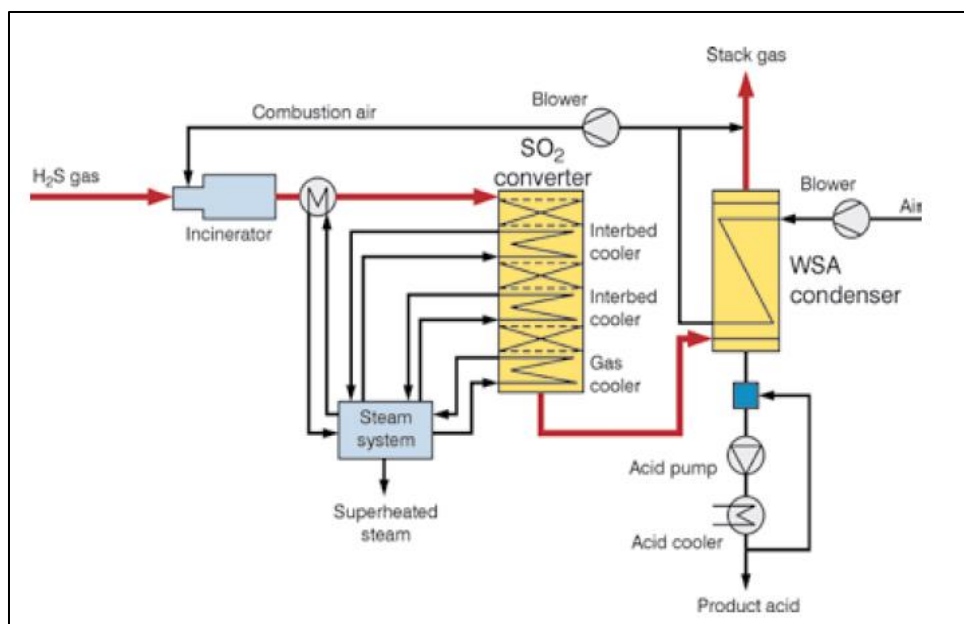 Stack gas
Blower
Combustion air
SO₂
converter
H₂S gas
Blower
Air
Incinerator
Interbed
cooler
WSA
condenser
Interbed
cooler
Gas
cooler
Steam
system
Acid pump
Superheated
steam
Acid cooler
Product acid